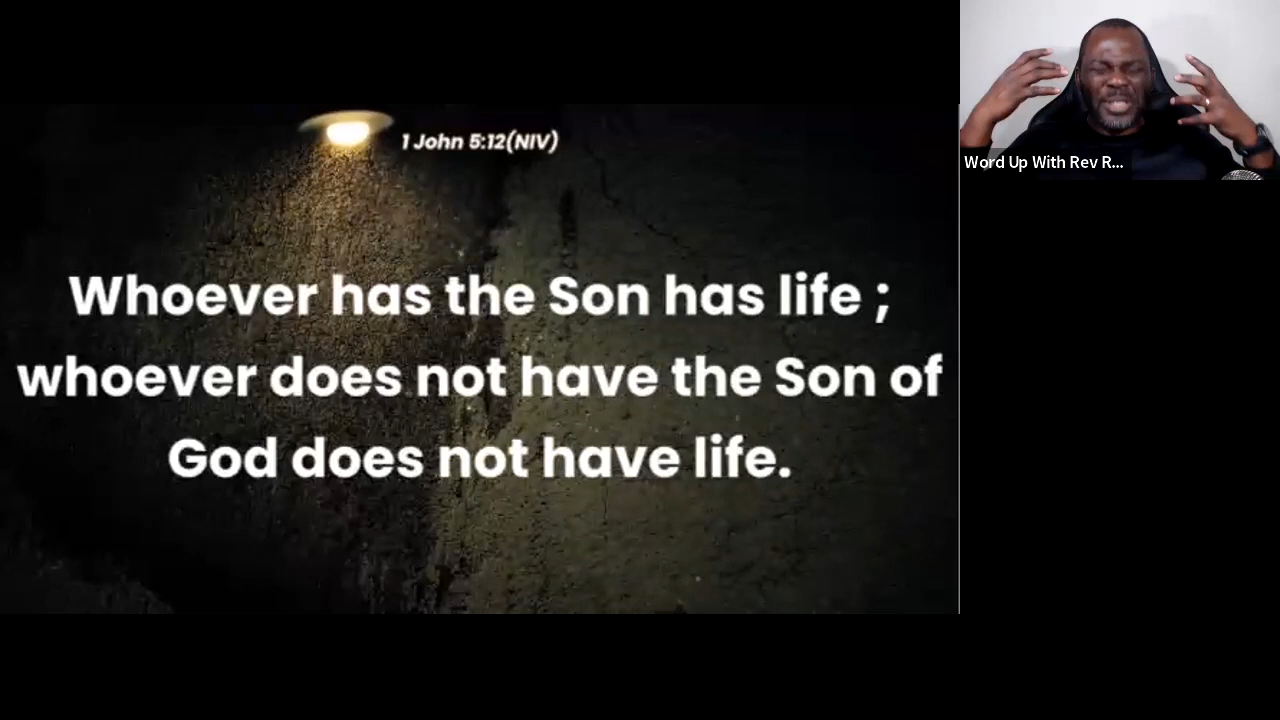 1 John 5:12(NIV)
Whoever has the Son has life ;
whoever does not have the Son of
God does not have life.
Word Up With Rev R...